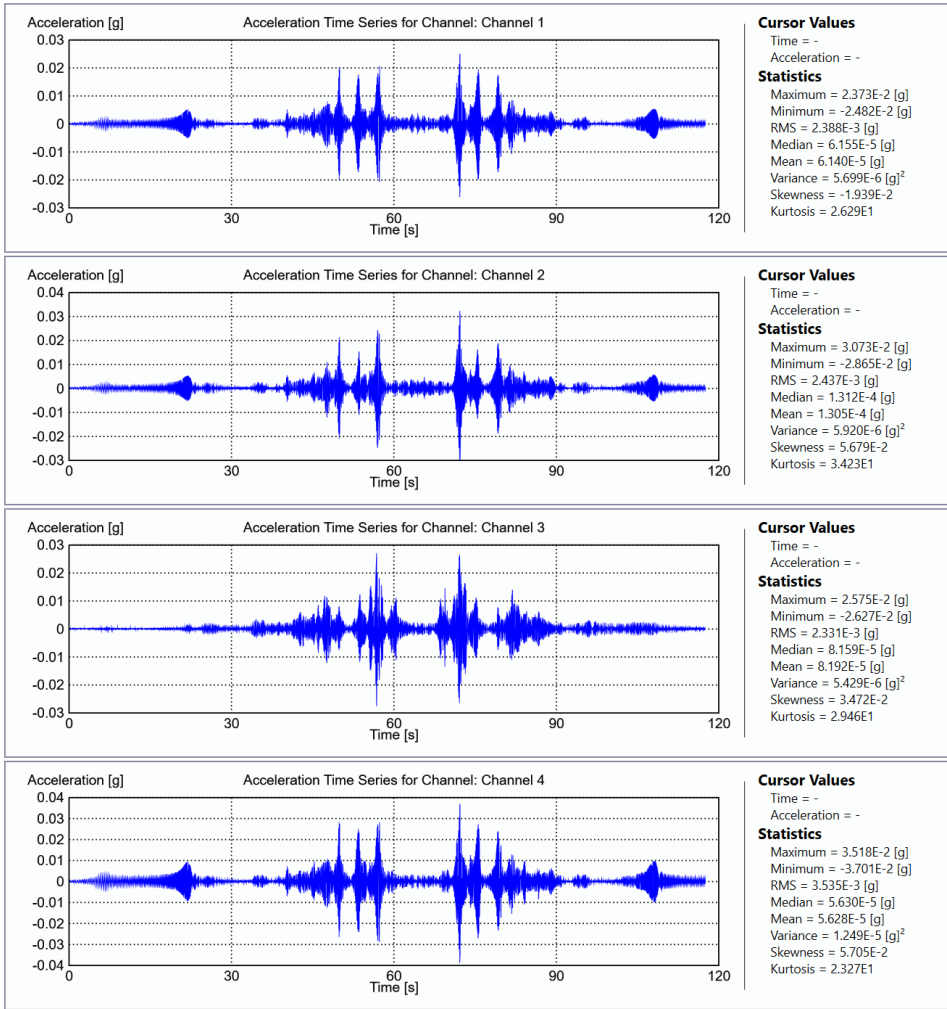 Acceleration [g] Acceleration Time Series for Channel: Channel 1
0.03
0.02
0.01
0
-0.01
-0.02
-0.03
0 30 60 90 120
Time [s]
Cursor Values
Time = -
Acceleration = -
Statistics
Maximum = 2.373E-2 [g]
Minimum = -2.482E-2 [g]
RMS = 2.388E-3 [g]
Median = 6.155E-5 [g]
Mean = 6.140E-5 [g]
Variance = 5.699E-6 [g]²
Skewness = -1.939E-2
Kurtosis = 2.629E1
Acceleration [g] Acceleration Time Series for Channel: Channel 2
0.04
0.03
0.02
0.01
0
-0.01
-0.02
-0.03
0 30 60 90 120
Time [s]
Cursor Values
Time = -
Acceleration = -
Statistics
Maximum = 3.073E-2 [g]
Minimum = -2.865E-2 [g]
RMS = 2.437E-3 [g]
Median = 1.312E-4 [g]
Mean = 1.305E-4 [g]
Variance = 5.920E-6 [g]²
Skewness = 5.679E-2
Kurtosis = 3.423E1
Acceleration [g] Acceleration Time Series for Channel: Channel 3
0.03
0.02
0.01
0
-0.01
-0.02
-0.03
0 30 60 90 120
Time [s]
Cursor Values
Time = -
Acceleration = -
Statistics
Maximum = 2.575E-2 [g]
Minimum = -2.627E-2 [g]
RMS = 2.331E-3 [g]
Median = 8.159E-5 [g]
Mean = 8.192E-5 [g]
Variance = 5.429E-6 [g]²
Skewness = 3.472E-2
Kurtosis = 2.946E1
Acceleration [g] Acceleration Time Series for Channel: Channel 4
0.04
0.03
0.02
0.01
0
-0.01
-0.02
-0.03
-0.04
0 30 60 90 120
Time [s]
Cursor Values
Time = -
Acceleration = -
Statistics
Maximum = 3.518E-2 [g]
Minimum = -3.701E-2 [g]
RMS = 3.535E-3 [g]
Median = 5.630E-5 [g]
Mean = 5.628E-5 [g]
Variance = 1.249E-5 [g]²
Skewness = 5.705E-2
Kurtosis = 2.327E1